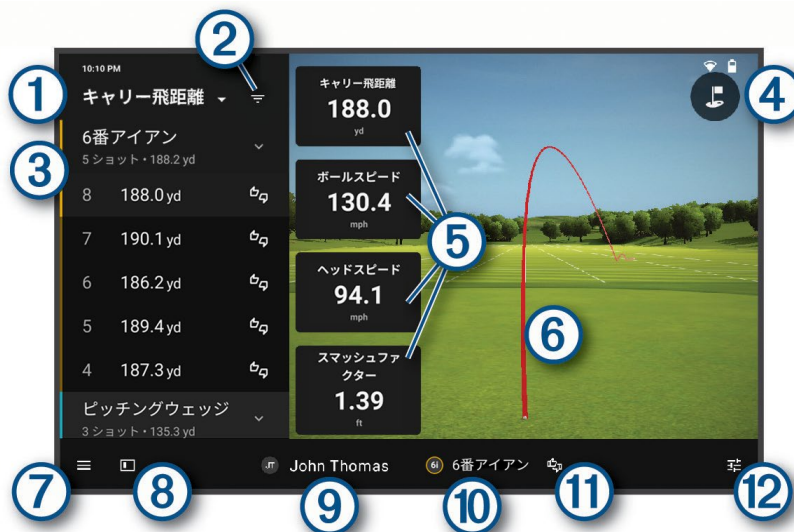 10:10 PM
キャリー飛距離
6番アイアン
5 ショット・188.2 yd
8 188.0 yd
7 190.1 yd
6 186.2 yd
5 189.4 yd
4 187.3 yd
ピッチングウェッジ
3 ショット・135.3 yd
キャリー飛距離
188.0
yd
ボールスピード
130.4
mph
ヘッドスピード
94.1
mph
スマッシュファ
クター
1.39
ft
JT John Thomas
6i 6番アイアン
①
②
③
④
⑤
⑥
⑦
⑧
⑨
⑩
⑪
⑫